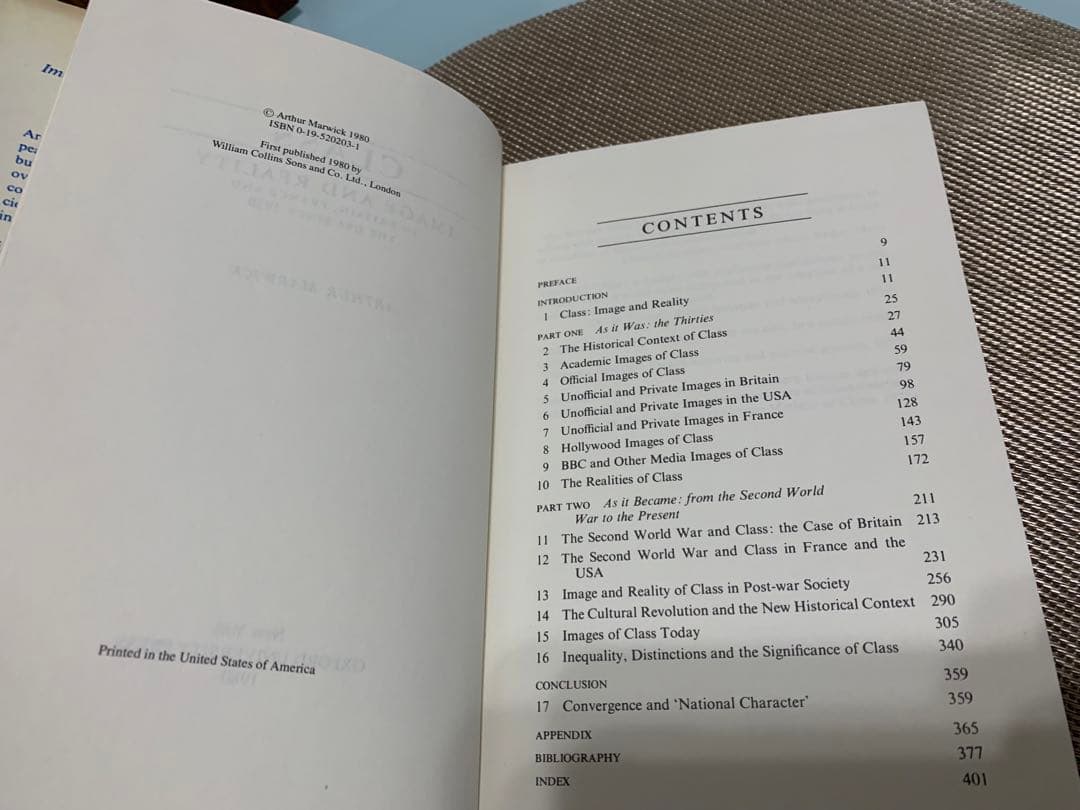 Im
Ar
pe
bu
ov
co
cie
in
© Arthur Marwick 1980
ISBN 0-19-520203-1
First published 1980 by
William Collins Sons and Co. Ltd., London
Printed in the United States of America
CONTENTS
PREFACE 9
INTRODUCTION 11
1 Class: Image and Reality 11
PART ONE As it Was: the Thirties 25
2 The Historical Context of Class 27
3 Academic Images of Class 44
4 Official Images of Class 59
5 Unofficial and Private Images in Britain 79
6 Unofficial and Private Images in the USA 98
7 Unofficial and Private Images in France 128
8 Hollywood Images of Class 143
9 BBC and Other Media Images of Class 157
10 The Realities of Class 172
PART TWO As it Became: from the Second World
War to the Present 211
11 The Second World War and Class: the Case of Britain 213
12 The Second World War and Class in France and the
USA 231
13 Image and Reality of Class in Post-war Society 256
14 The Cultural Revolution and the New Historical Context 290
15 Images of Class Today 305
16 Inequality, Distinctions and the Significance of Class 340
CONCLUSION 359
17 Convergence and ‘National Character’ 359
APPENDIX 365
BIBLIOGRAPHY 377
INDEX 401